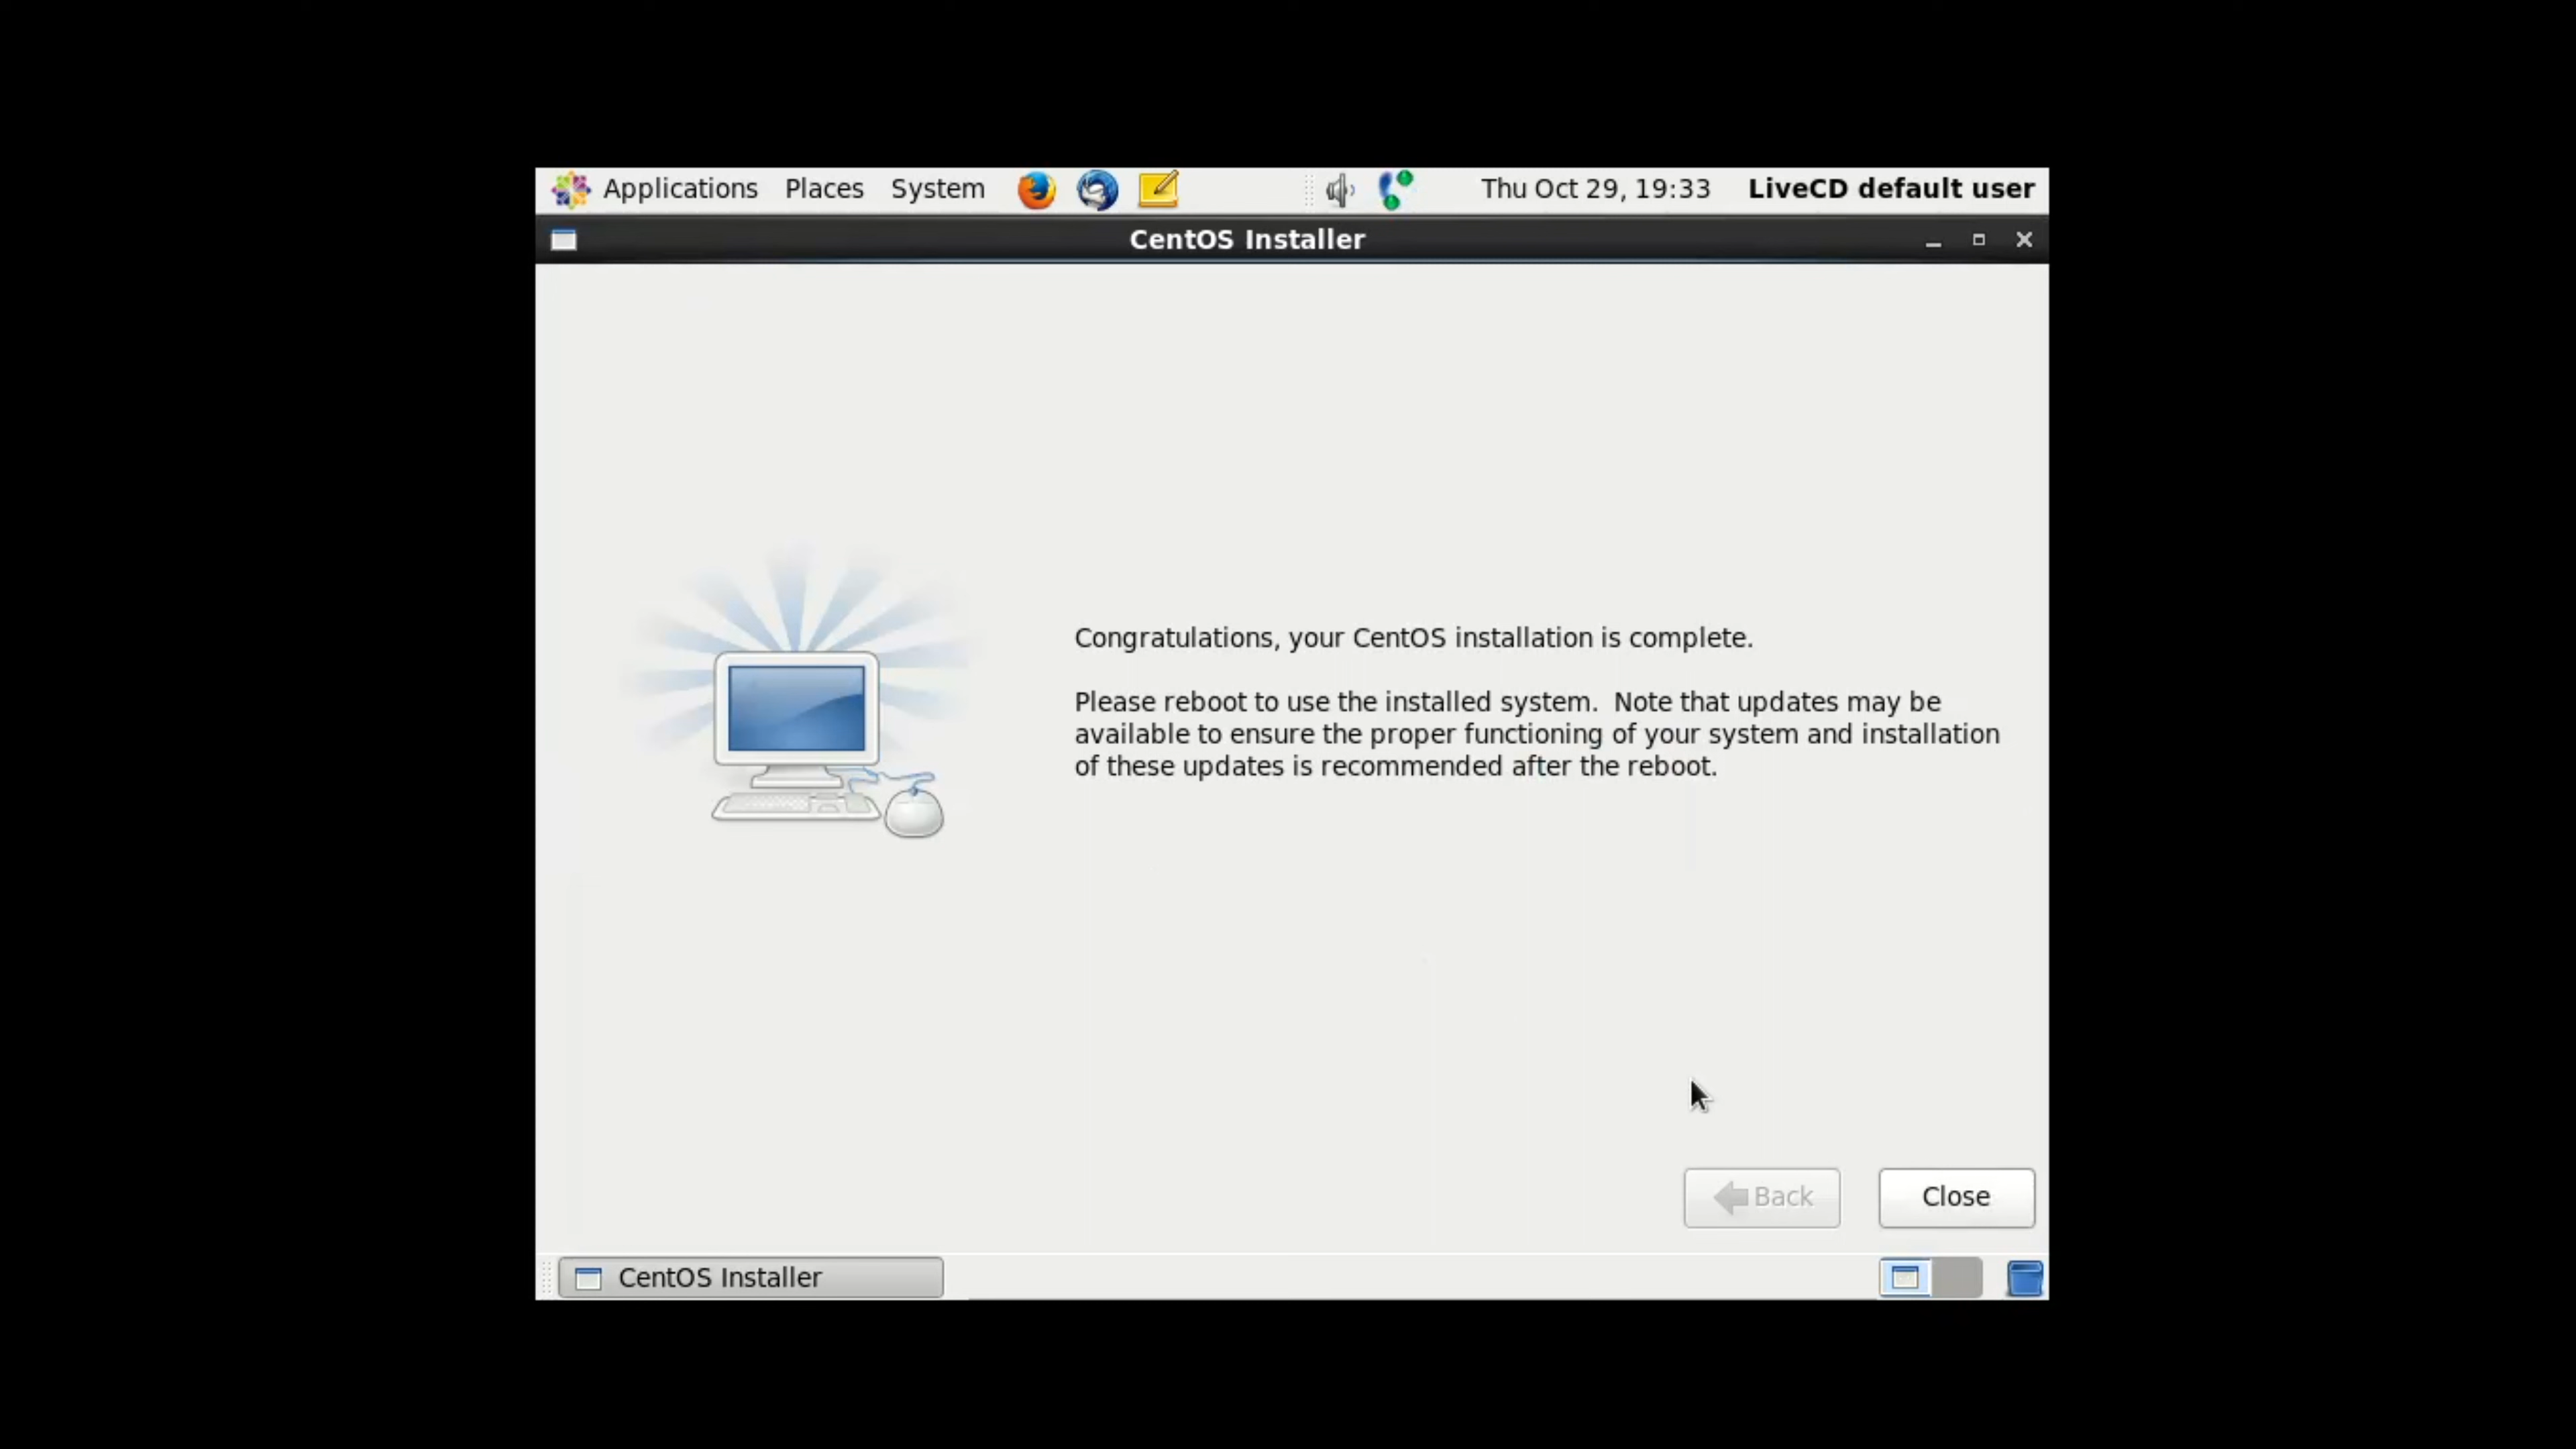 Applications Places System Thu Oct 29, 19:33 LiveCD default user
CentOS Installer
Congratulations, your CentOS installation is complete.
Please reboot to use the installed system.  Note that updates may be
available to ensure the proper functioning of your system and installation
of these updates is recommended after the reboot.
Back Close
CentOS Installer